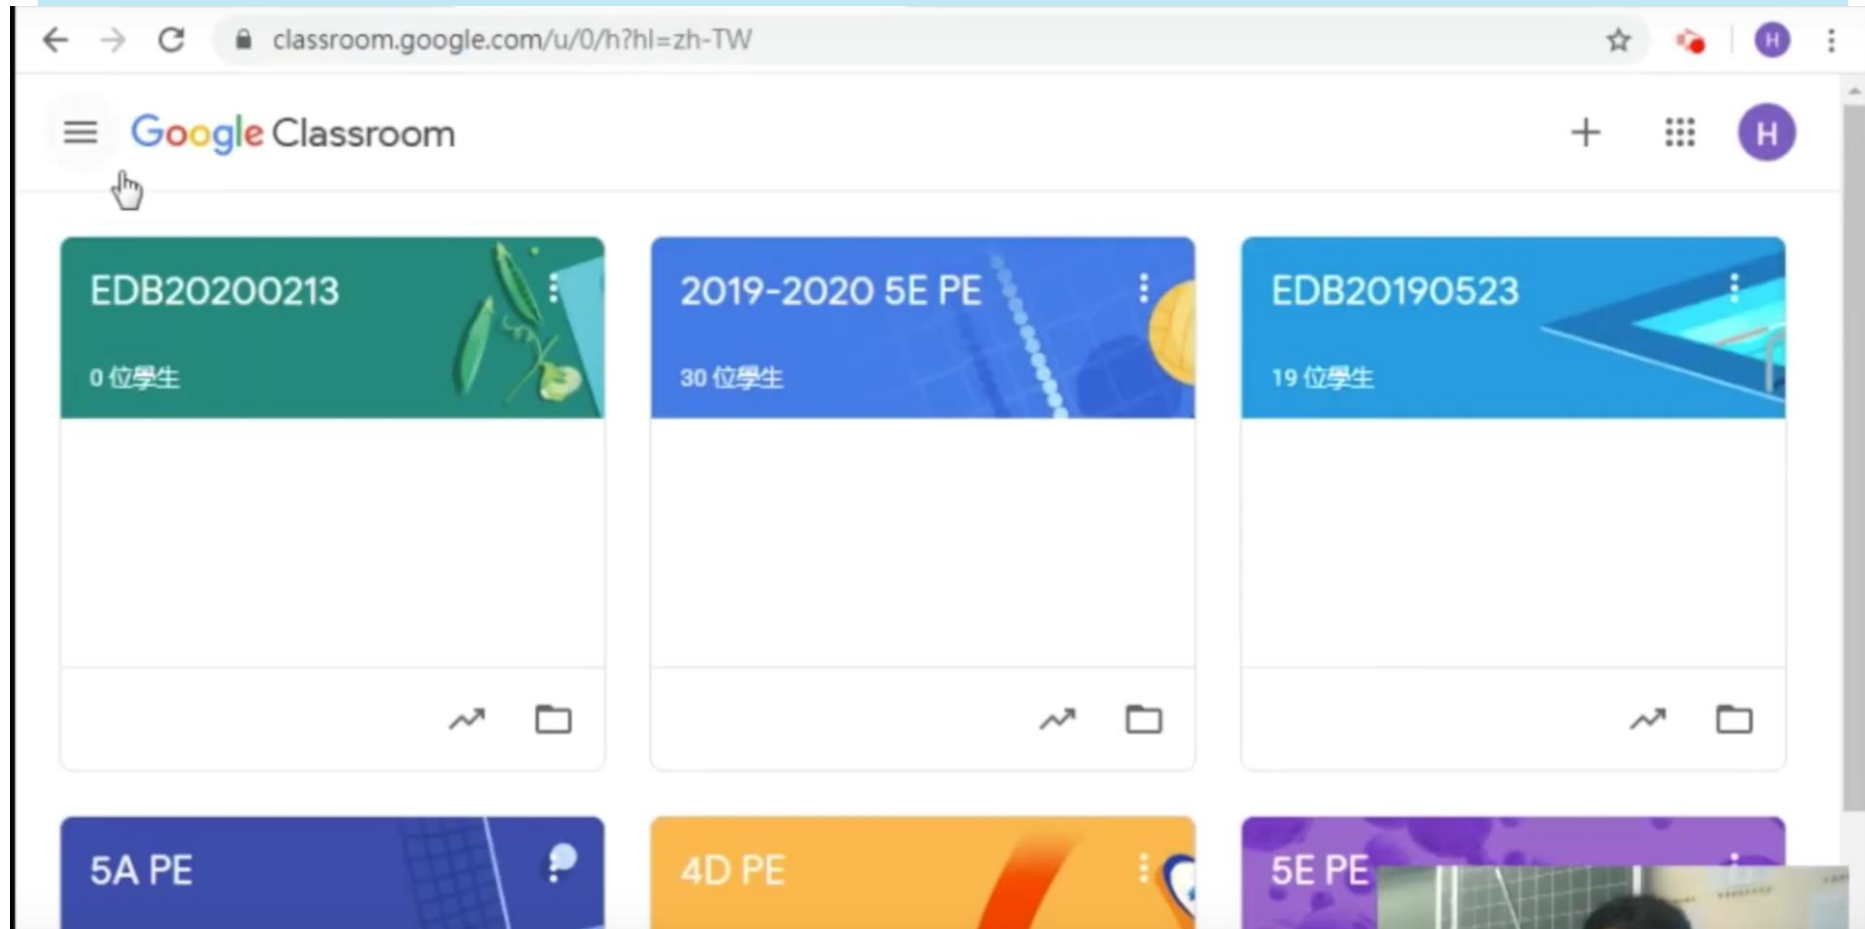 classroom.google.com/u/0/h?hl=zh-TW
H
Google Classroom
H
EDB20200213
0 位學生
2019-2020 5E PE
30 位學生
EDB20190523
19 位學生
5A PE
4D PE
5E PE